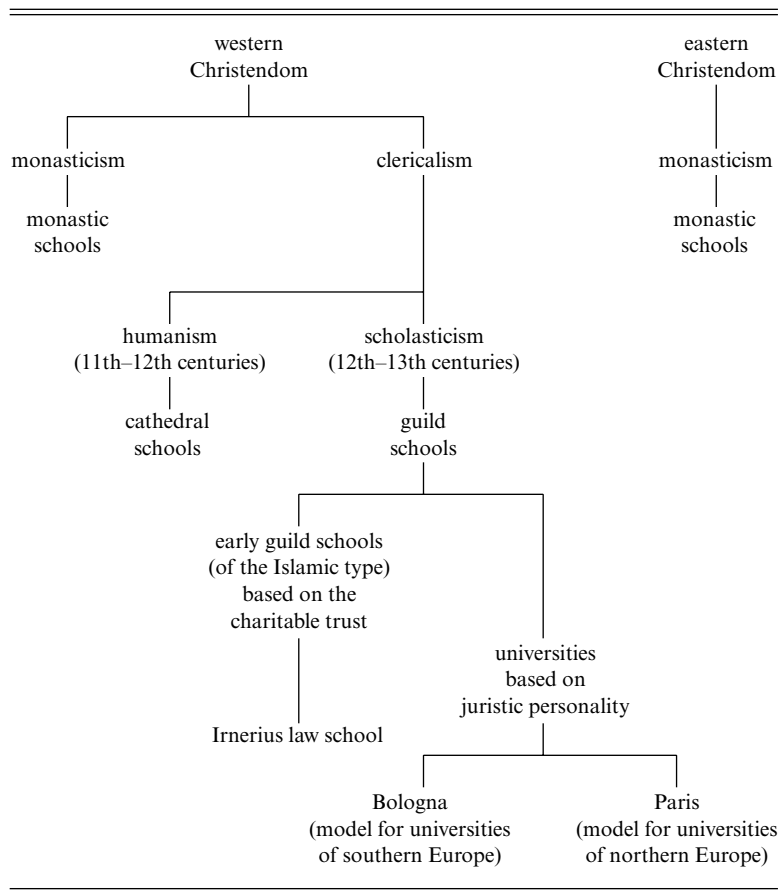 western
Christendom
eastern
Christendom
monasticism
clericalism
monasticism
monastic
schools
monastic
schools
humanism
(11th–12th centuries)
scholasticism
(12th–13th centuries)
cathedral
schools
guild
schools
early guild schools
(of the Islamic type)
based on the
charitable trust
universities
based on
juristic personality
Irnerius law school
Bologna
(model for universities
of southern Europe)
Paris
(model for universities
of northern Europe)